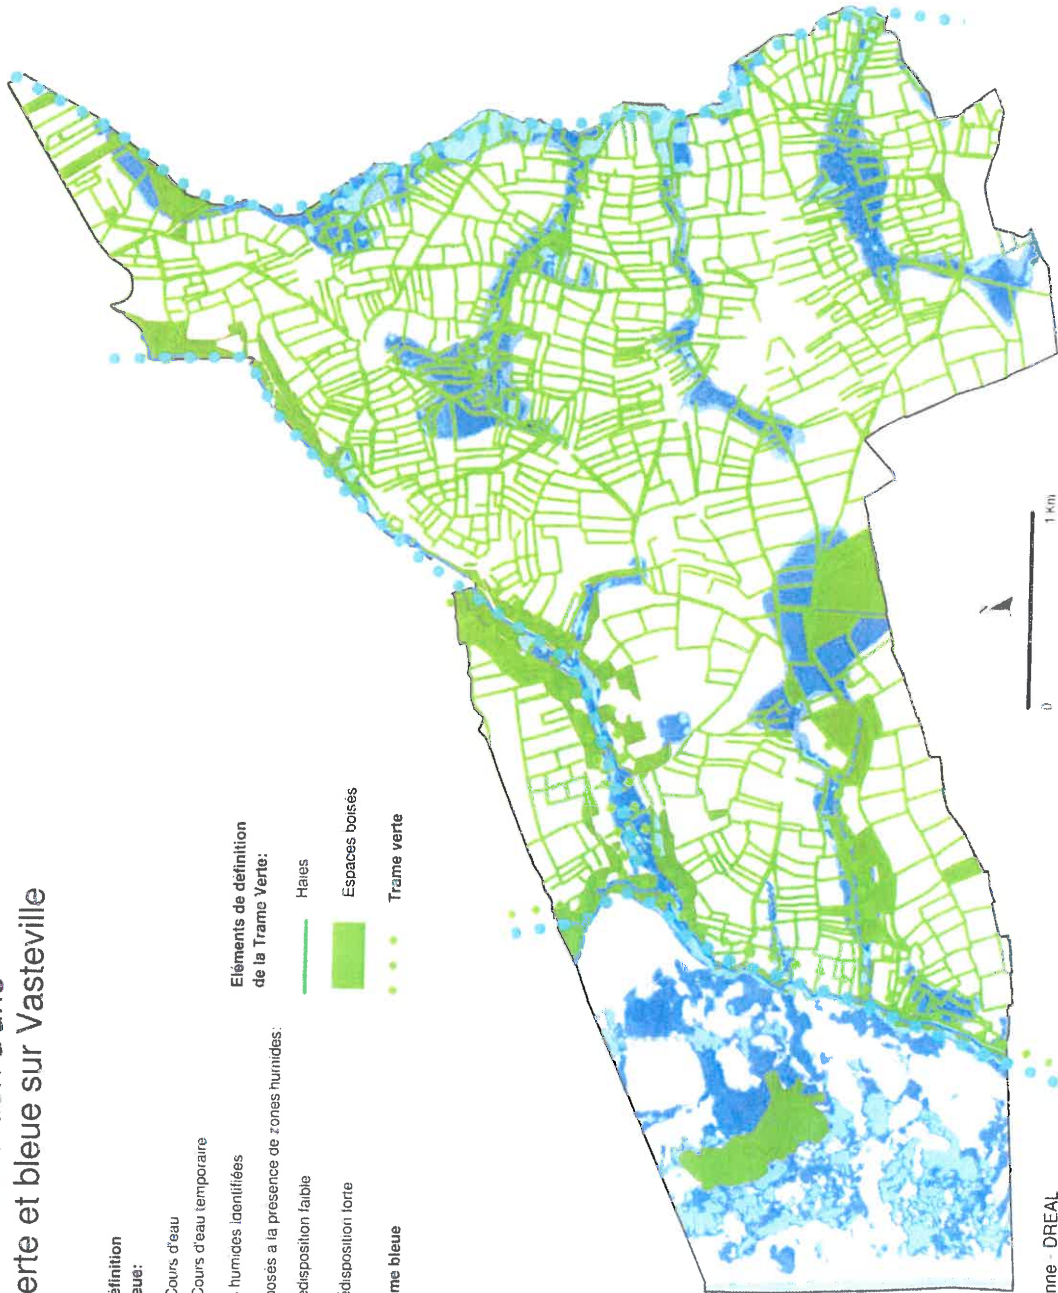 erte et bleue sur Vasteville
éfinition
eue:
Cours d'eau
Cours d'eau temporaire
humides identifiées
posés à la présence de zones humides:
édisposition faible
édisposition forte
me bleue
Eléments de définition
de la Trame Verte:
Haies
Espaces boisés
Trame verte
0 1 Km
nne - DREAL